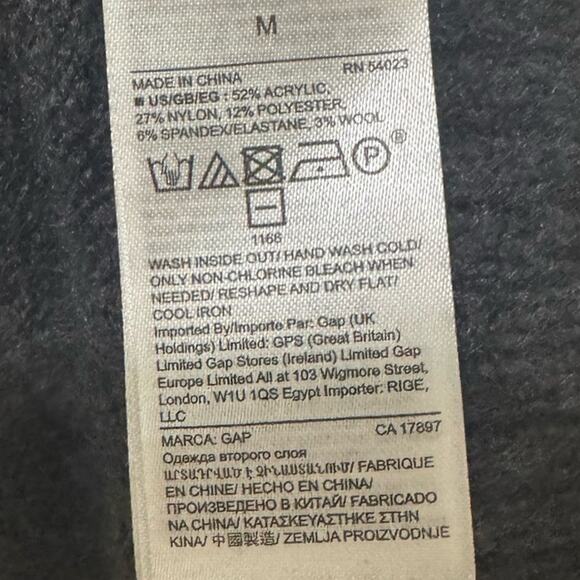 M
MADE IN CHINA RN 54023
■ US/GB/EG : 52% ACRYLIC,
27% NYLON, 12% POLYESTER,
6% SPANDEX/ELASTANE, 3% WOOL
P ®
1166
WASH INSIDE OUT/ HAND WASH COLD/
ONLY NON-CHLORINE BLEACH WHEN
NEEDED/ RESHAPE AND DRY FLAT/
COOL IRON
Imported By/Importe Par: Gap (UK
Holdings) Limited: GPS (Great Britain)
Limited Gap Stores (Ireland) Limited Gap
Europe Limited All at 103 Wigmore Street,
London, W1U 1QS Egypt Importer: RIGE,
LLC
MARCA: GAP CA 17897
Одежда второго слоя
ԱՐՏԱԴՐՎԱԾ Է ՉԻՆԱՍՏԱՆՈՒՄ/ FABRIQUE
EN CHINE/ HECHO EN CHINA/
ПРОИЗВЕДЕНО В КИТАЙ/ FABRICADO
NA CHINA/ ΚΑΤΑΣΚΕΥΑΣΤΗΚΕ ΣΤΗΝ
ΚΙΝΑ/ 中國製造/ ZEMLJA PROIZVODNJE